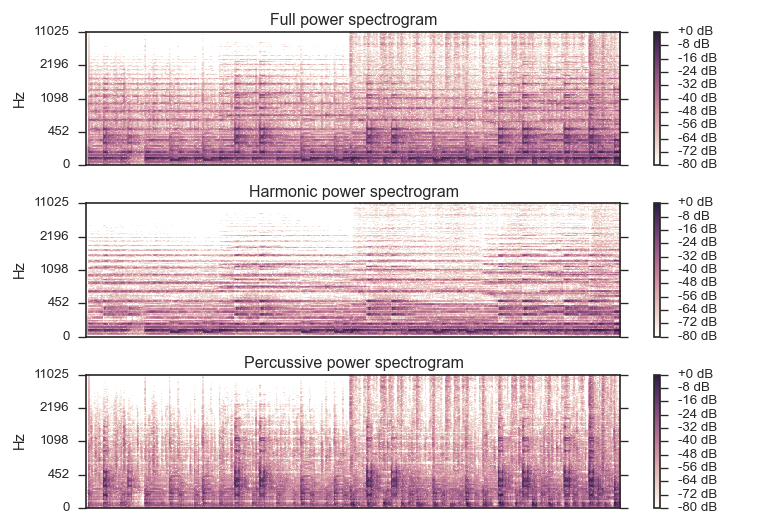 Full power spectrogram
11025
2196
1098
452
0
Hz
+0 dB
-8 dB
-16 dB
-24 dB
-32 dB
-40 dB
-48 dB
-56 dB
-64 dB
-72 dB
-80 dB
Harmonic power spectrogram
11025
2196
1098
452
0
Hz
+0 dB
-8 dB
-16 dB
-24 dB
-32 dB
-40 dB
-48 dB
-56 dB
-64 dB
-72 dB
-80 dB
Percussive power spectrogram
11025
2196
1098
452
0
Hz
+0 dB
-8 dB
-16 dB
-24 dB
-32 dB
-40 dB
-48 dB
-56 dB
-64 dB
-72 dB
-80 dB